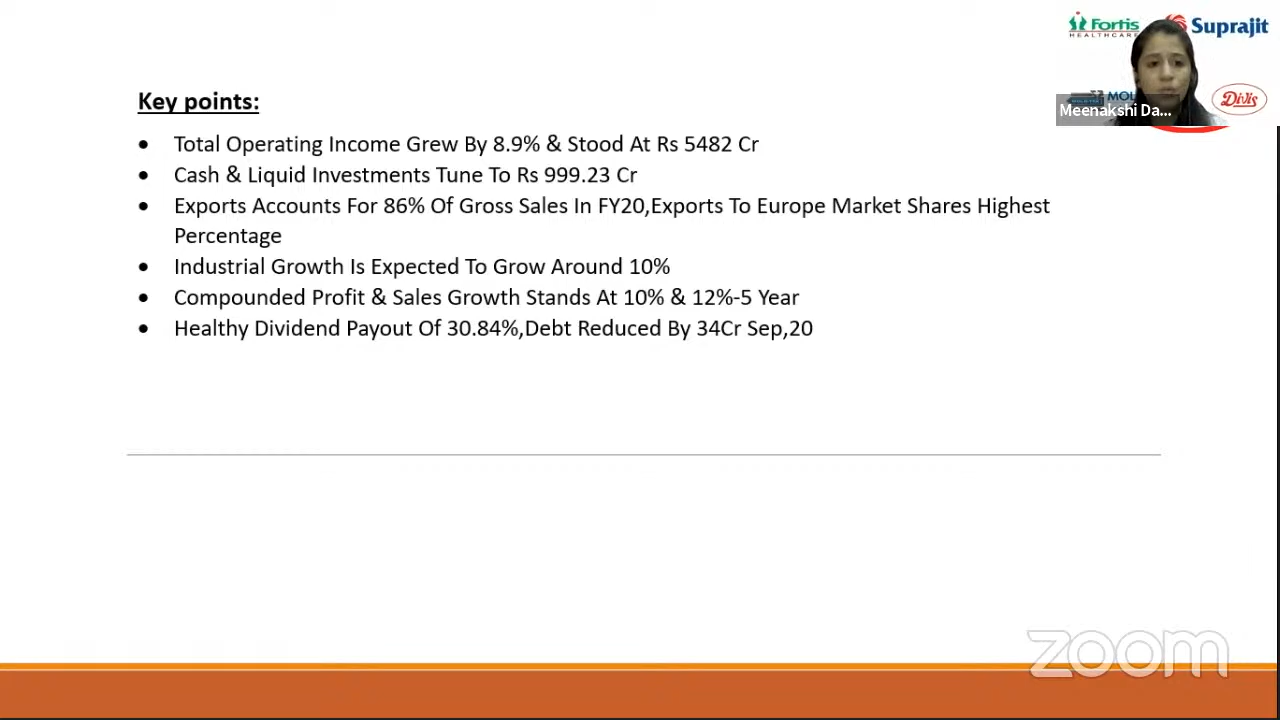 Fortis
HEALTHCARE
Suprajit
MOL
Divis
Meenakshi Da...
Key points:
• Total Operating Income Grew By 8.9% & Stood At Rs 5482 Cr
• Cash & Liquid Investments Tune To Rs 999.23 Cr
• Exports Accounts For 86% Of Gross Sales In FY20,Exports To Europe Market Shares Highest
Percentage
• Industrial Growth Is Expected To Grow Around 10%
• Compounded Profit & Sales Growth Stands At 10% & 12%-5 Year
• Healthy Dividend Payout Of 30.84%,Debt Reduced By 34Cr Sep,20
zoom